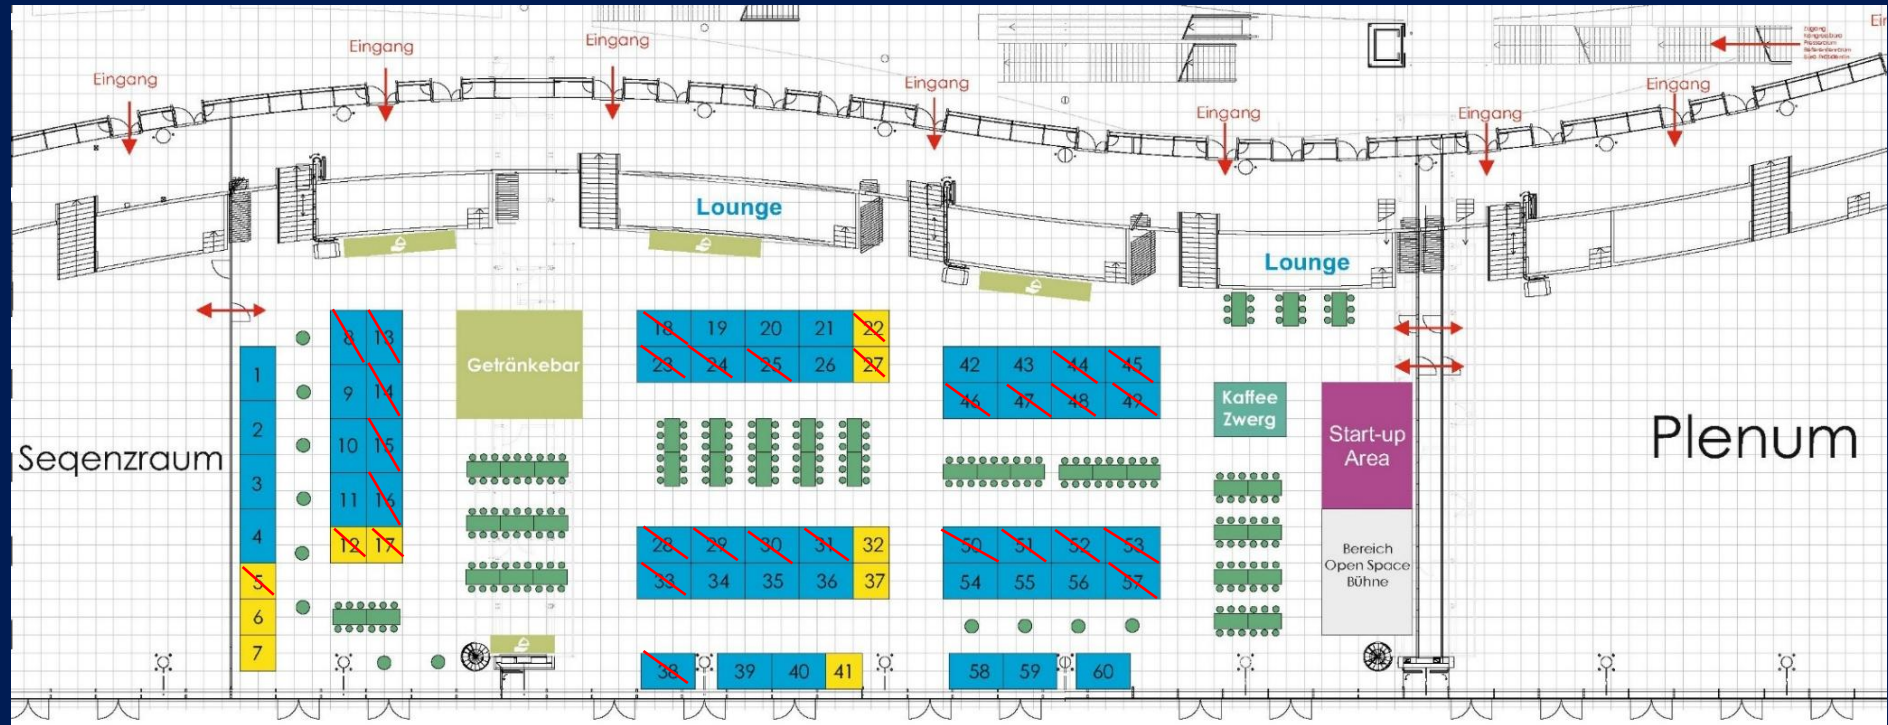 Eingang
Eingang
Eingang
Eingang
Eingang
Eingang
Eingang
Lounge
Lounge
Getränkebar
Kaffee
Zwerg
Start-up
Area
Bereich
Open Space
Bühne
Seqenzraum
Plenum
1
2
3
4
5
6
7
8 13
9 14
10 15
11 16
12 17
18 19 20 21 22
23 24 25 26 27
28 29 30 31 32
33 34 35 36 37
38 39 40 41
42 43 44 45
46 47 48 49
50 51 52 53
54 55 56 57
58 59 60